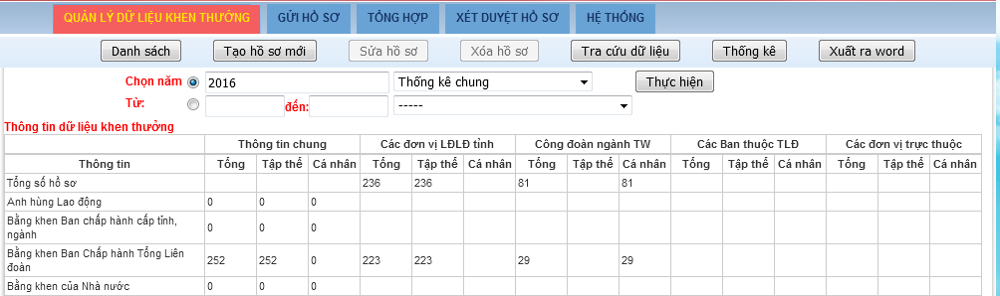 QUẢN LÝ DỮ LIỆU KHEN THƯỞNG GỬI HỒ SƠ TỔNG HỢP XÉT DUYỆT HỒ SƠ HỆ THỐNG
Danh sách Tạo hồ sơ mới Sửa hồ sơ Xóa hồ sơ Tra cứu dữ liệu Thống kê Xuất ra word
Chọn năm 2016 Thống kê chung Thực hiện
Từ: đến: -----
Thông tin dữ liệu khen thưởng
Thông tin chung Các đơn vị LĐLĐ tỉnh Công đoàn ngành TW Các Ban thuộc TLĐ Các đơn vị trực thuộc
Thông tin Tổng Tập thể Cá nhân Tổng Tập thể Cá nhân Tổng Tập thể Cá nhân Tổng Tập thể Cá nhân Tổng Tập thể Cá nhân
Tổng số hồ sơ 236 236 81 81
Anh hùng Lao động 0 0 0
Bằng khen Ban chấp hành cấp tỉnh,
ngành 0 0 0
Bằng khen Ban Chấp hành Tổng Liên
đoàn 252 252 0 223 223 29 29
Bằng khen của Nhà nước 0 0 0